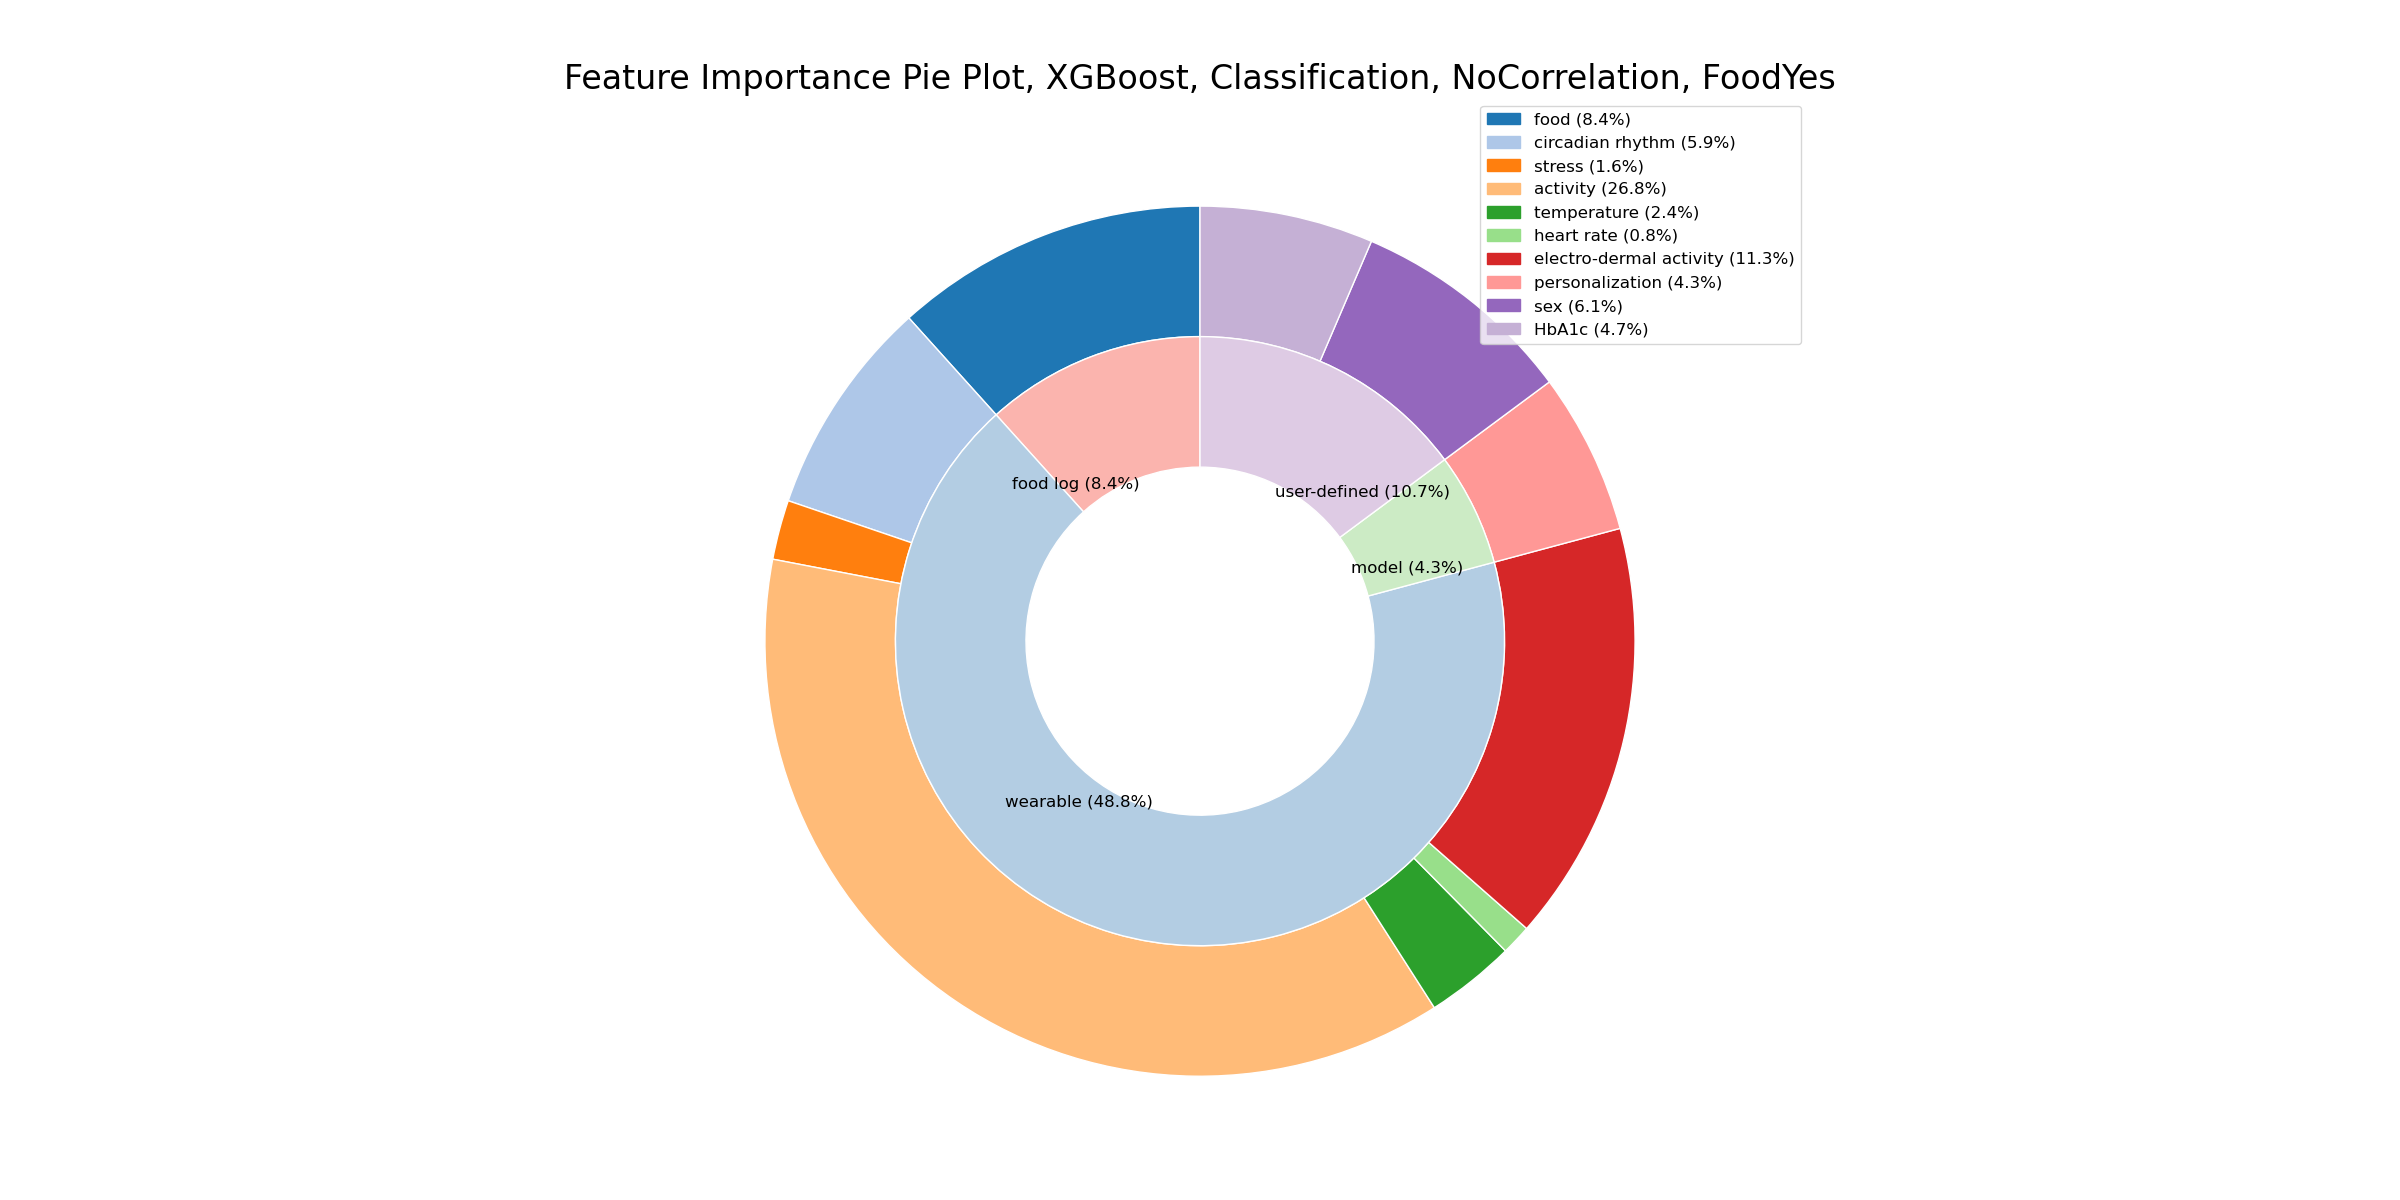 Feature Importance Pie Plot, XGBoost, Classification, NoCorrelation, FoodYes
food (8.4%)
circadian rhythm (5.9%)
stress (1.6%)
activity (26.8%)
temperature (2.4%)
heart rate (0.8%)
electro-dermal activity (11.3%)
personalization (4.3%)
sex (6.1%)
HbA1c (4.7%)
food log (8.4%)
user-defined (10.7%)
model (4.3%)
wearable (48.8%)